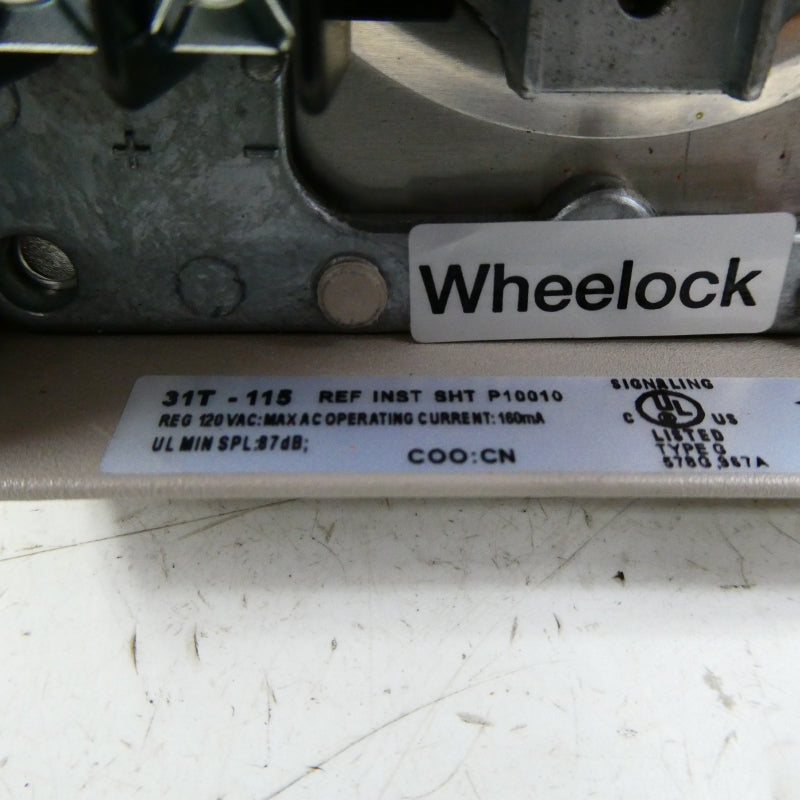 + −
Wheelock
31T - 115 REF INST SHT P10010
REG 120 VAC: MAX AC OPERATING CURRENT: 160mA
UL MIN SPL:87dB;
COO:CN
SIGNALING
C UL US
LISTED
TYPE G